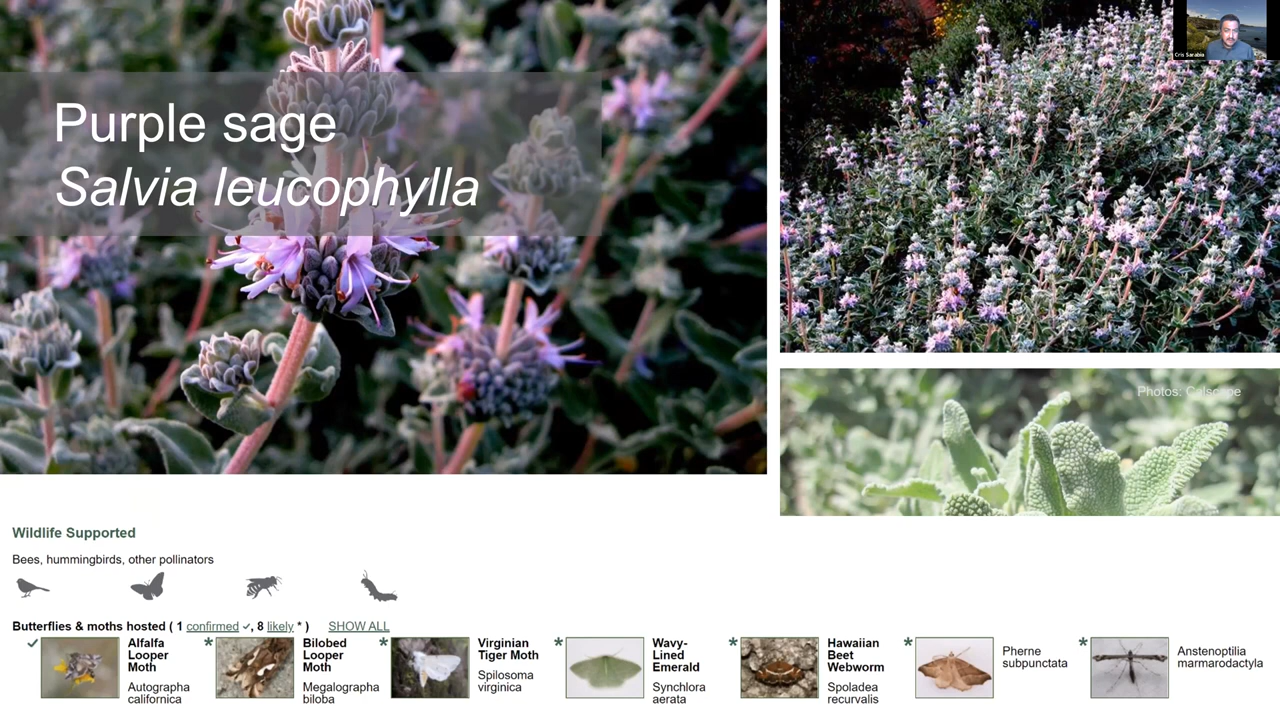 Purple sage
Salvia leucophylla
Cris Sarabia
Photos: Calscape
Wildlife Supported
Bees, hummingbirds, other pollinators
Butterflies & moths hosted ( 1 confirmed ✓, 8 likely * ) SHOW ALL
✓
Alfalfa
Looper
Moth
Autographa
californica
*
Bilobed
Looper
Moth
Megalographa
biloba
*
Virginian
Tiger Moth
Spilosoma
virginica
*
Wavy-
Lined
Emerald
Synchlora
aerata
*
Hawaiian
Beet
Webworm
Spoladea
recurvalis
*
Pherne
subpunctata
*
Anstenoptilia
marmarodactyla